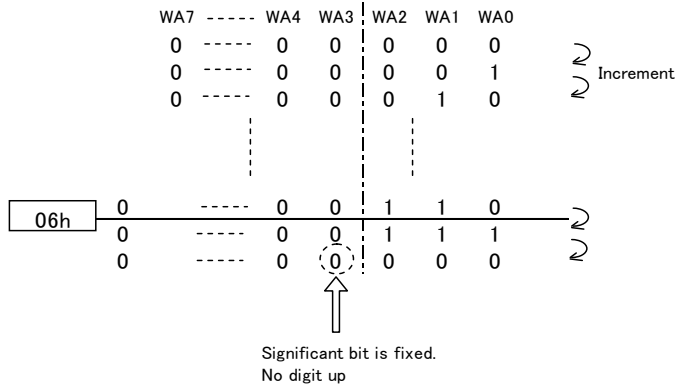 WA7 ------ WA4 WA3 WA2 WA1 WA0
0 ----- 0 0 0 0 0
0 ----- 0 0 0 0 1
Increment
0 ----- 0 0 0 1 0
06h
0 ----- 0 0 1 1 0
0 ----- 0 0 1 1 1
0 ----- 0 0 0 0 0
Significant bit is fixed.
No digit up